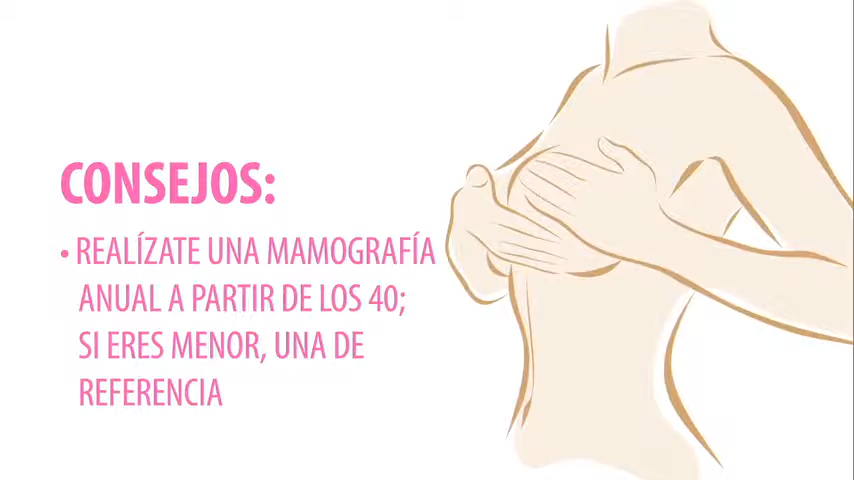 CONSEJOS:
• REALÍZATE UNA MAMOGRAFÍA
ANUAL A PARTIR DE LOS 40;
SI ERES MENOR, UNA DE
REFERENCIA